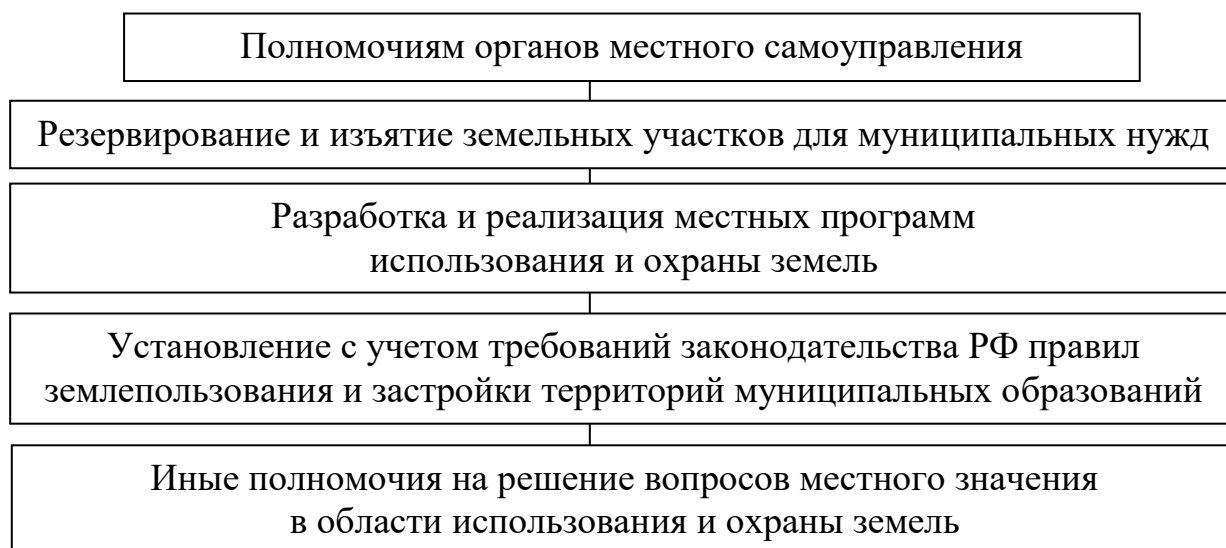 Полномочиям органов местного самоуправления
Резервирование и изъятие земельных участков для муниципальных нужд
Разработка и реализация местных программ
использования и охраны земель
Установление с учетом требований законодательства РФ правил
землепользования и застройки территорий муниципальных образований
Иные полномочия на решение вопросов местного значения
в области использования и охраны земель